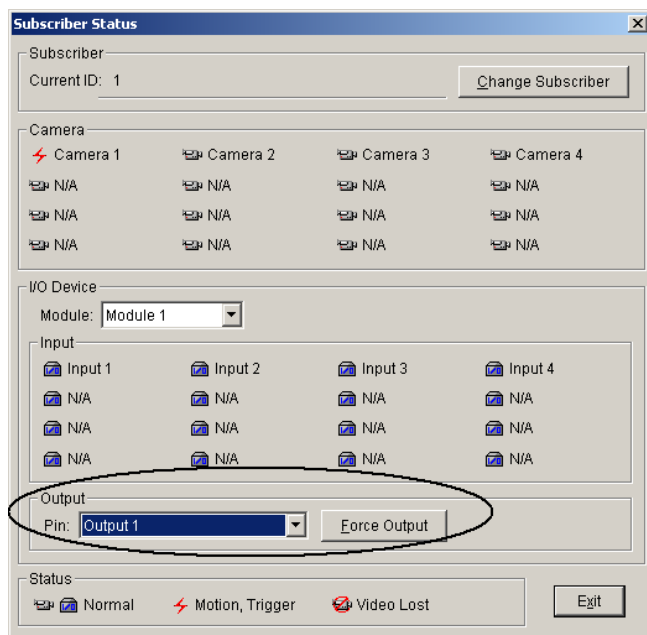 Subscriber Status
Subscriber
Current ID: 1
Change Subscriber
Camera
Camera 1 Camera 2 Camera 3 Camera 4
N/A N/A N/A N/A
N/A N/A N/A N/A
N/A N/A N/A N/A
I/O Device
Module: Module 1
Input
Input 1 Input 2 Input 3 Input 4
N/A N/A N/A N/A
N/A N/A N/A N/A
N/A N/A N/A N/A
Output
Pin: Output 1 Force Output
Status
Normal Motion, Trigger Video Lost
Exit